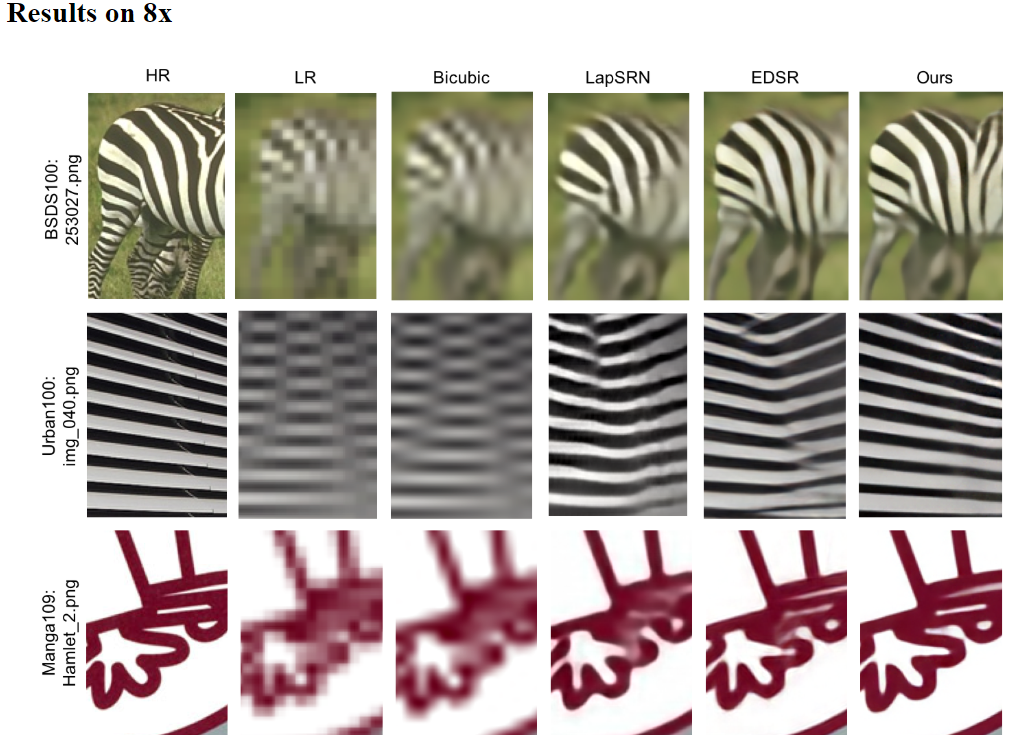 Results on 8x
HR
LR
Bicubic
LapSRN
EDSR
Ours
BSDS100:
253027.png
Urban100:
img_040.png
Manga109:
Hamlet_2.png